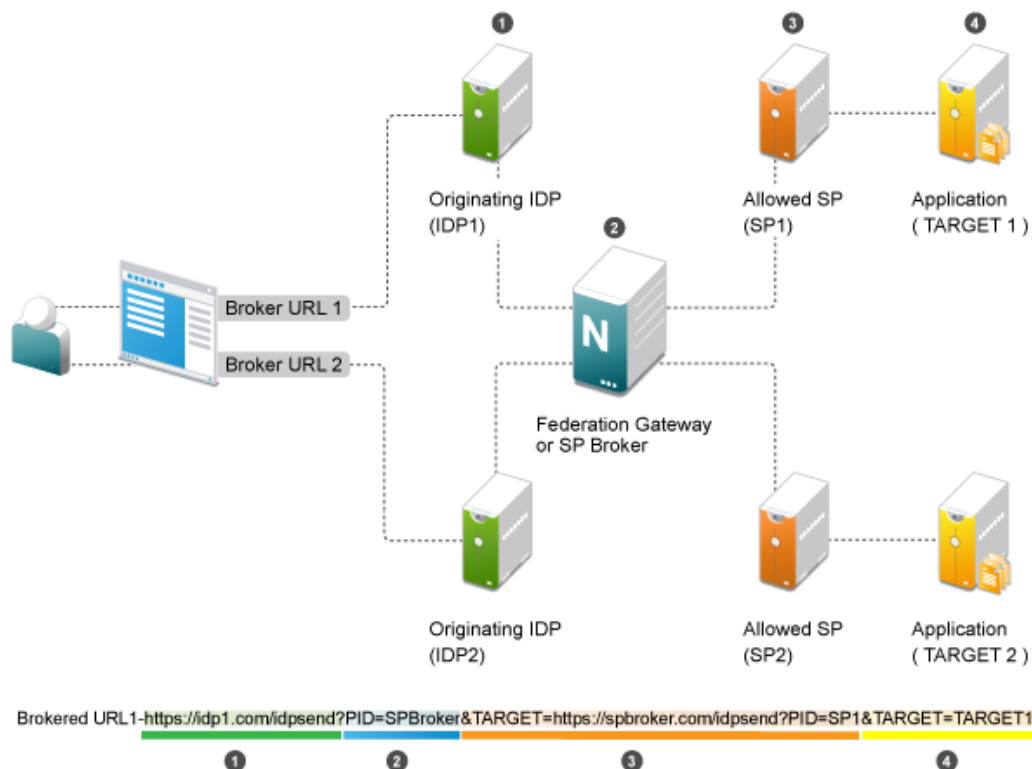 1
3
4
Originating IDP
(IDP1)
Allowed SP
(SP1)
Application
( TARGET 1 )
2
Broker URL 1
Broker URL 2
N
Federation Gateway
or SP Broker
Originating IDP
(IDP2)
Allowed SP
(SP2)
Application
( TARGET 2 )
Brokered URL1-https://idp1.com/idpsend?PID=SPBroker&TARGET=https://spbroker.com/idpsend?PID=SP1&TARGET=TARGET1
1
2
3
4